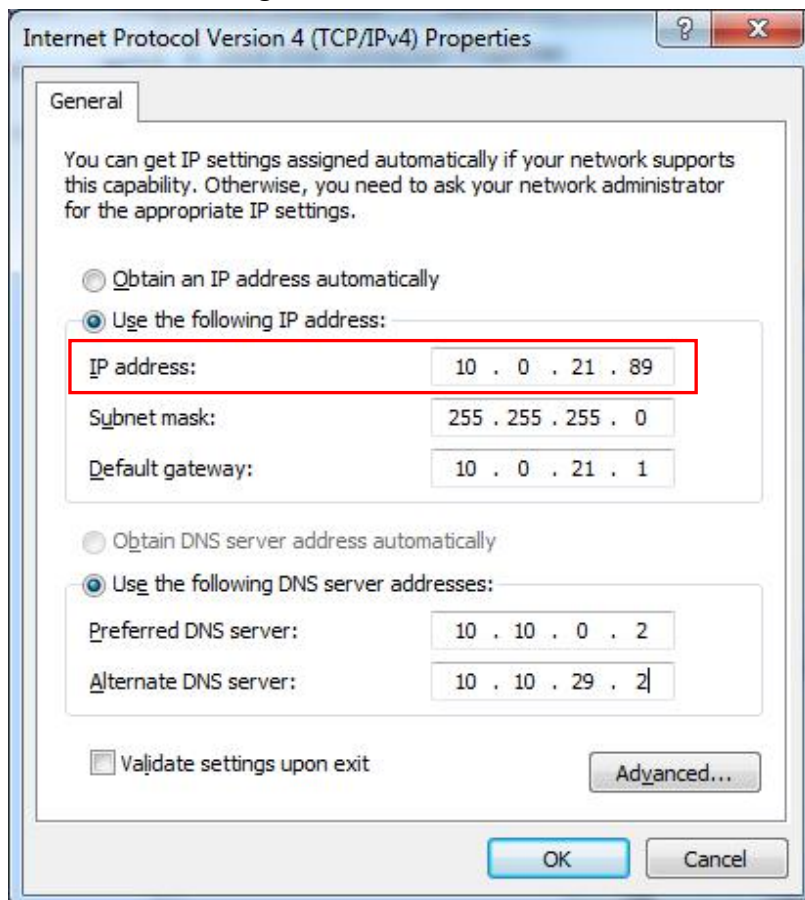 Internet Protocol Version 4 (TCP/IPv4) Properties
General
You can get IP settings assigned automatically if your network supports
this capability. Otherwise, you need to ask your network administrator
for the appropriate IP settings.
Obtain an IP address automatically
Use the following IP address:
IP address: 10 . 0 . 21 . 89
Subnet mask: 255 . 255 . 255 . 0
Default gateway: 10 . 0 . 21 . 1
Obtain DNS server address automatically
Use the following DNS server addresses:
Preferred DNS server: 10 . 10 . 0 . 2
Alternate DNS server: 10 . 10 . 29 . 2
Validate settings upon exit
Advanced...
OK Cancel